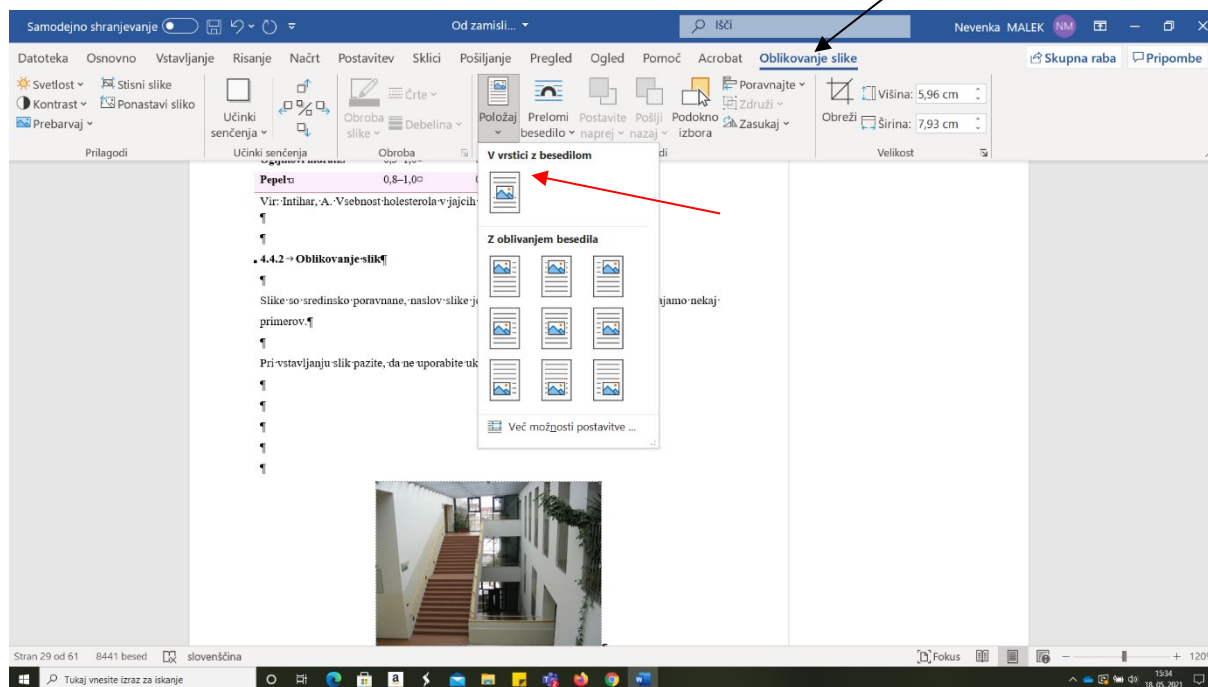 Samodejno shranjevanje
Od zamisli...
Išči
Nevenka MALEK
NM
Datoteka Osnovno Vstavljanje Risanje Načrt Postavitev Sklici Pošiljanje Pregled Ogled Pomoč Acrobat Oblikovanje slike
Skupna raba
Pripombe
Svetlost
Kontrast
Prebarvaj
Stisni slike
Ponastavi sliko
Prilagodi
Učinki senčenja
Učinki senčenja
Obroba slike
Črte
Debelina
Obroba
Položaj
Prelomi besedilo
Postavite naprej
Pošlji nazaj
Podokno izbora
Poravnajte
Združi
Zasukaj
di
Obreži
Višina: 5,96 cm
Širina: 7,93 cm
Velikost
V vrstici z besedilom
Z oblivanjem besedila
Več možnosti postavitve ...
Pepel¤ 0,8–1,0¤
Vir:·Intihar,·A.·Vsebnost·holesterola·v·jajcih
¶
¶
4.4.2→Oblikovanje·slik¶
¶
Slike·so·sredinsko·poravnane,·naslov·slike·j ajamo·nekaj·
primerov.¶
¶
Pri·vstavljanju·slik·pazite,·da·ne·uporabite·uk
¶
¶
¶
¶
¶
Stran 29 od 61 8441 besed slovenščina
Fokus
120%
Tukaj vnesite izraz za iskanje
15:34
18. 05. 2021